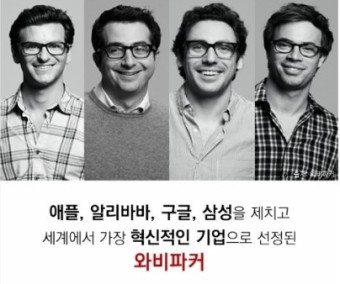 애플, 알리바바, 구글, 삼성을 제치고
세계에서 가장 혁신적인 기업으로 선정된
와비파커